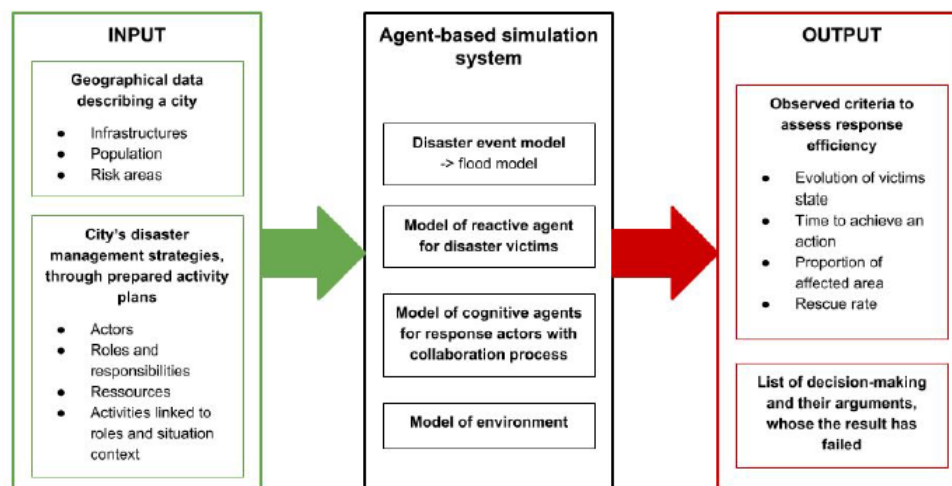 INPUT
Geographical data
describing a city
● Infrastructures
● Population
● Risk areas
City's disaster
management strategies,
through prepared activity
plans
● Actors
● Roles and
responsibilities
● Ressources
● Activities linked to
roles and situation
context
Agent-based simulation
system
Disaster event model
-> flood model
Model of reactive agent
for disaster victims
Model of cognitive agents
for response actors with
collaboration process
Model of environment
OUTPUT
Observed criteria to
assess response
efficiency
● Evolution of victims
state
● Time to achieve an
action
● Proportion of
affected area
● Rescue rate
List of decision-making
and their arguments,
whose the result has
failed